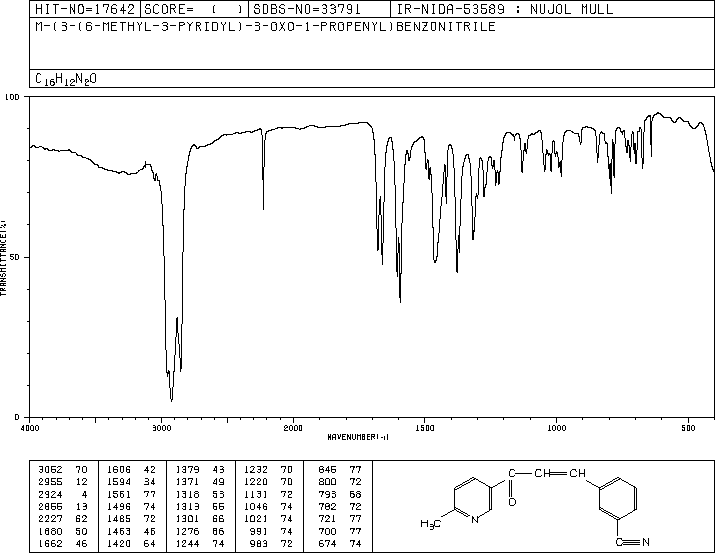 HIT-NO=17642 SCORE= ( ) SDBS-NO=33791 IR-NIDA-53589 : NUJOL MULL
M-(3-(6-METHYL-3-PYRIDYL)-3-OXO-1-PROPENYL)BENZONITRILE
C16H12N2O
100
50
0
TRANSMITTANCE(%)
4000 3000 2000 1500 1000 500
WAVENUMBER(-1)
3062 70 1606 42 1379 43 1232 70 845 77
2955 12 1594 34 1371 49 1220 70 800 72
2924 4 1561 77 1318 53 1131 72 793 68
2855 13 1496 74 1313 55 1046 74 782 72
2227 62 1485 72 1301 66 1021 74 721 77
1680 50 1463 46 1276 66 991 74 700 77
1662 46 1420 64 1244 74 983 72 674 74
C CH CH
O
H3C N
C N